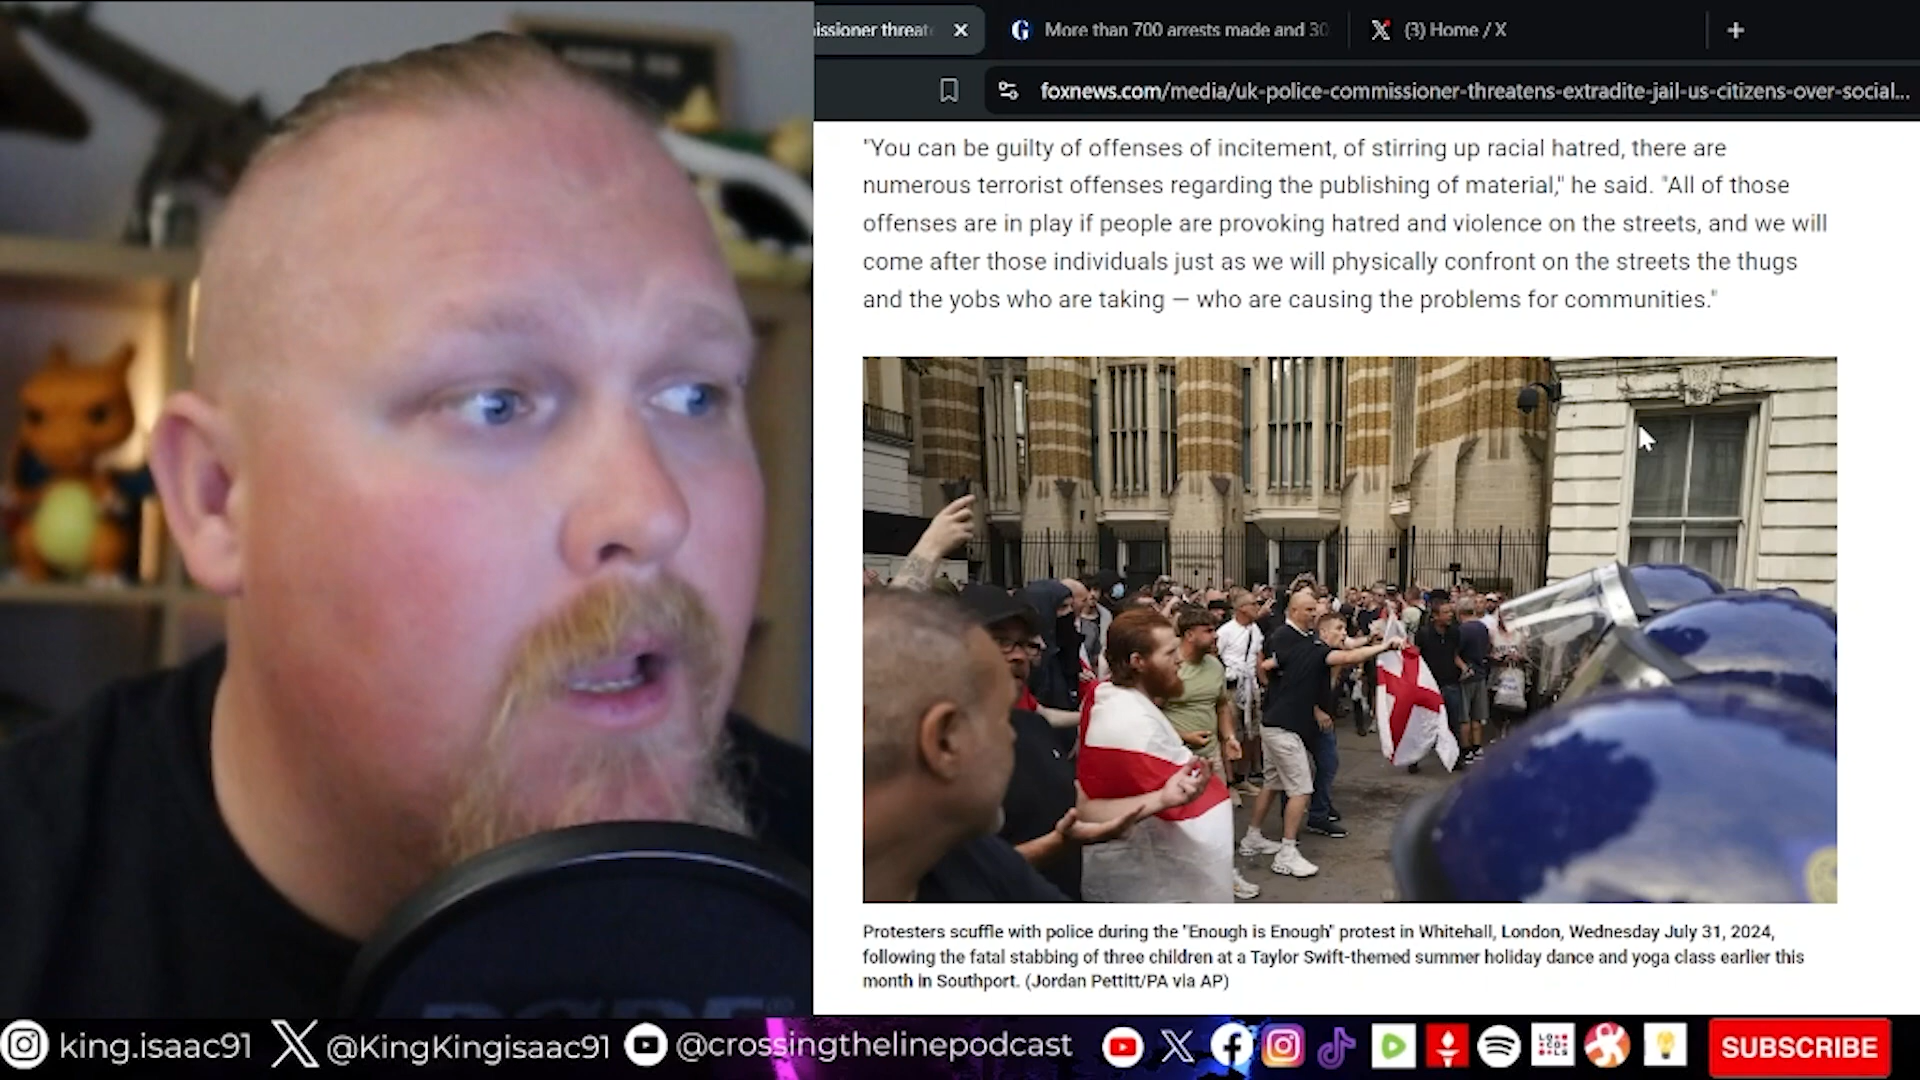 issioner threat
More than 700 arrests made and 30
(3) Home / X
foxnews.com/media/uk-police-commissioner-threatens-extradite-jail-us-citizens-over-social...
"You can be guilty of offenses of incitement, of stirring up racial hatred, there are
numerous terrorist offenses regarding the publishing of material," he said. "All of those
offenses are in play if people are provoking hatred and violence on the streets, and we will
come after those individuals just as we will physically confront on the streets the thugs
and the yobs who are taking — who are causing the problems for communities."
Protesters scuffle with police during the "Enough is Enough" protest in Whitehall, London, Wednesday July 31, 2024,
following the fatal stabbing of three children at a Taylor Swift-themed summer holiday dance and yoga class earlier this
month in Southport. (Jordan Pettitt/PA via AP)
king.isaac91
@KingKingisaac91
@crossingthelinepodcast
LOCALS
SUBSCRIBE